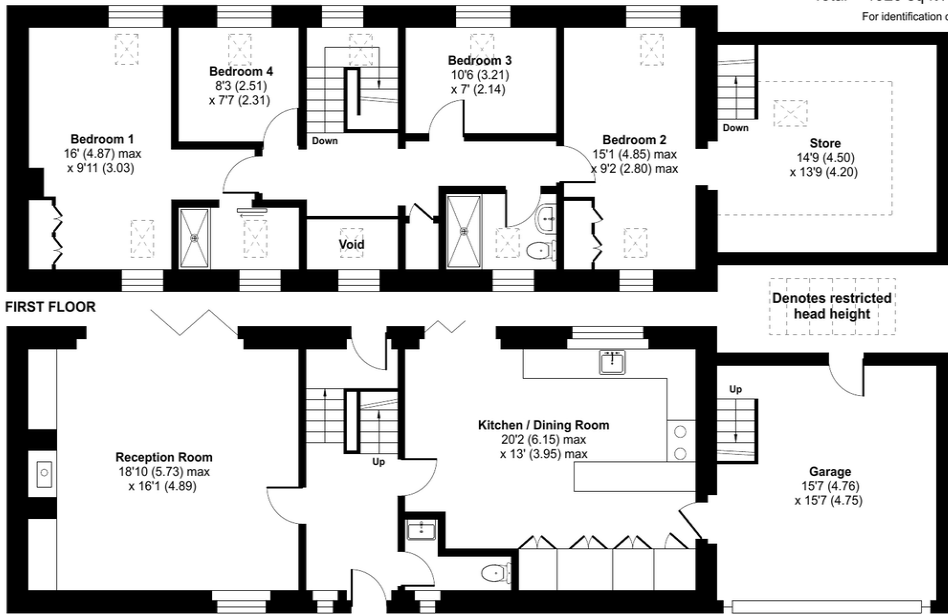 For identification o
Bedroom 4
8'3 (2.51)
x 7'7 (2.31)
Bedroom 3
10'6 (3.21)
x 7' (2.14)
Down
Bedroom 1
16' (4.87) max
x 9'11 (3.03)
Bedroom 2
15'1 (4.85) max
x 9'2 (2.80) max
Down
Store
14'9 (4.50)
x 13'9 (4.20)
Void
FIRST FLOOR
Denotes restricted
head height
Up
Kitchen / Dining Room
20'2 (6.15) max
x 13' (3.95) max
Reception Room
18'10 (5.73) max
x 16'1 (4.89)
Up
Garage
15'7 (4.76)
x 15'7 (4.75)